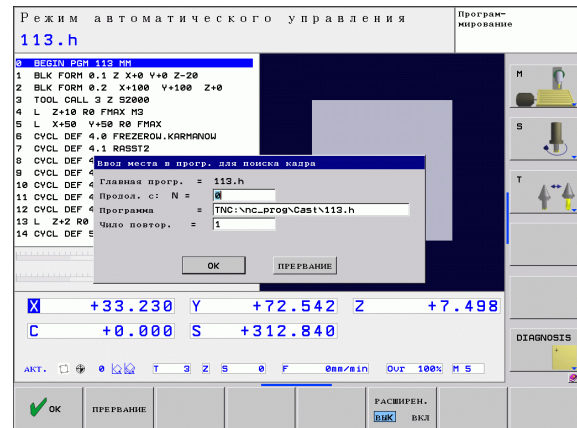 Режим автоматического управления
Програм-
мирование
113.h
0 BEGIN PGM 113 MM
1 BLK FORM 0.1 Z X+0 Y+0 Z-20
2 BLK FORM 0.2 X+100 Y+100 Z+0
3 TOOL CALL 3 Z S2000
4 L Z+10 R0 FMAX M3
5 L X+50 Y+50 R0 FMAX
6 CYCL DEF 4.0 FREZEROW.KARMANOW
7 CYCL DEF 4.1 RASST2
8 CYCL DEF 4
9 CYCL DEF 4
10 CYCL DEF 4
11 CYCL DEF 4
12 CYCL DEF 4
13 L Z+2 R0
14 CYCL DEF 5
Ввод места в прогр. для поиска кадра
Главная прогр. = 113.h
Продол. с: N = 0
Программа = TNC:\nc_prog\Cast\113.h
Чило повтор. = 1
OK ПРЕРВАНИЕ
M
S
T
X +33.230 Y +72.542 Z +7.498
C +0.000 S +312.840
DIAGNOSIS
АКТ. 0 T 3 Z S 0 F 0mm/min Ovr 100% M 5
OK ПРЕРВАНИЕ РАСШИРЕН.
ВЫК ВКЛ